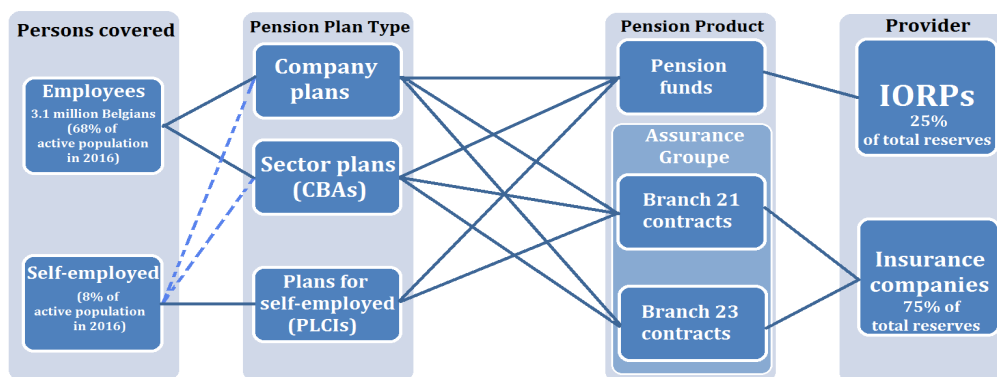 Persons covered
Employees
3.1 million Belgians
(68% of
active population
in 2016)
Self-employed
(8% of
active population
in 2016)
Pension Plan Type
Company
plans
Sector plans
(CBAs)
Plans for
self-employed
(PLCIs)
Pension Product
Pension
funds
Assurance
Groupe
Branch 21
contracts
Branch 23
contracts
Provider
IORPs
25%
of total reserves
Insurance
companies
75% of
total reserves